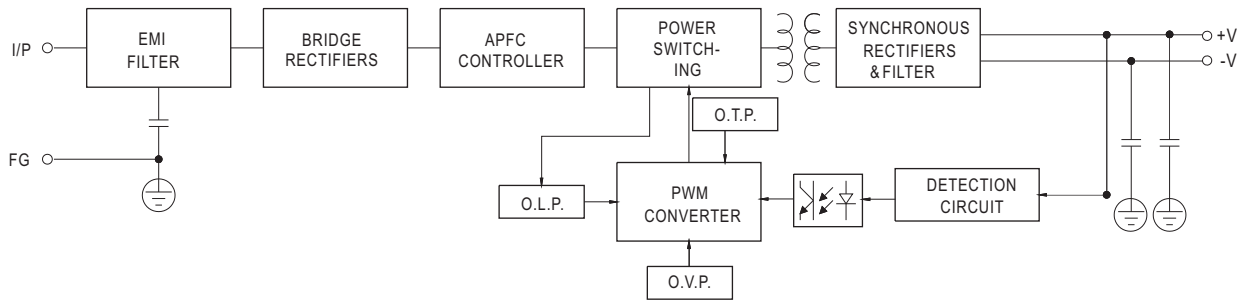 I/P
EMI
FILTER
BRIDGE
RECTIFIERS
APFC
CONTROLLER
POWER
SWITCH-
ING
SYNCHRONOUS
RECTIFIERS
&FILTER
+V
-V
O.T.P.
FG
O.L.P.
PWM
CONVERTER
DETECTION
CIRCUIT
O.V.P.